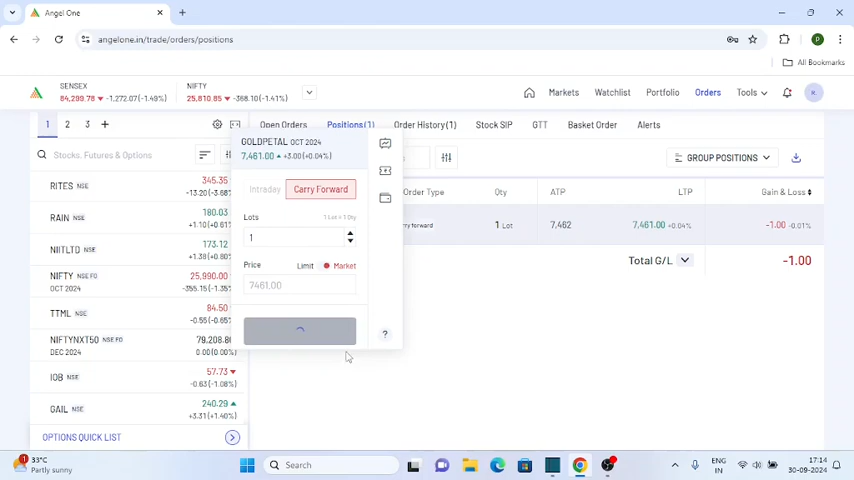 Angel One
angelone.in/trade/orders/positions
All Bookmarks
SENSEX
84,299.78 -1,272.07 (-1.49%)
NIFTY
25,810.85 -368.10 (-1.41%)
Markets
Watchlist
Portfolio
Orders
Tools
R
1 2 3 +
Open Orders
Positions (1)
Order History (1)
Stock SIP
GTT
Basket Order
Alerts
Stocks, Futures & Options
GROUP POSITIONS
RITES NSE
345.35
-13.20 (-3.68%)
RAIN NSE
180.03
+1.10 (+0.61%)
NIITLTD NSE
173.12
NIFTY NSE FO
OCT 2024
25,990.00
-355.15 (-1.35%)
TTML NSE
84.50
NIFTYNXT50 NSE FO
DEC 2024
79,208.80
0.00 (0.00%)
IOB NSE
57.73
-0.63 (-1.08%)
GAIL NSE
240.29
+3.31 (+1.40%)
OPTIONS QUICK LIST
GOLDPETAL OCT 2024
7,461.00 +3.00 (+0.04%)
Intraday
Carry Forward
Lots
1 Lot = 1 Qty
1
Price
Limit
Market
7461.00
?
Order Type
Qty
ATP
LTP
Gain & Loss
rry forward
1 Lot
7,462
7,461.00 +0.04%
-1.00 -0.01%
Total G/L
-1.00
33°C
Partly sunny
Search
ENG
IN
17:14
30-09-2024